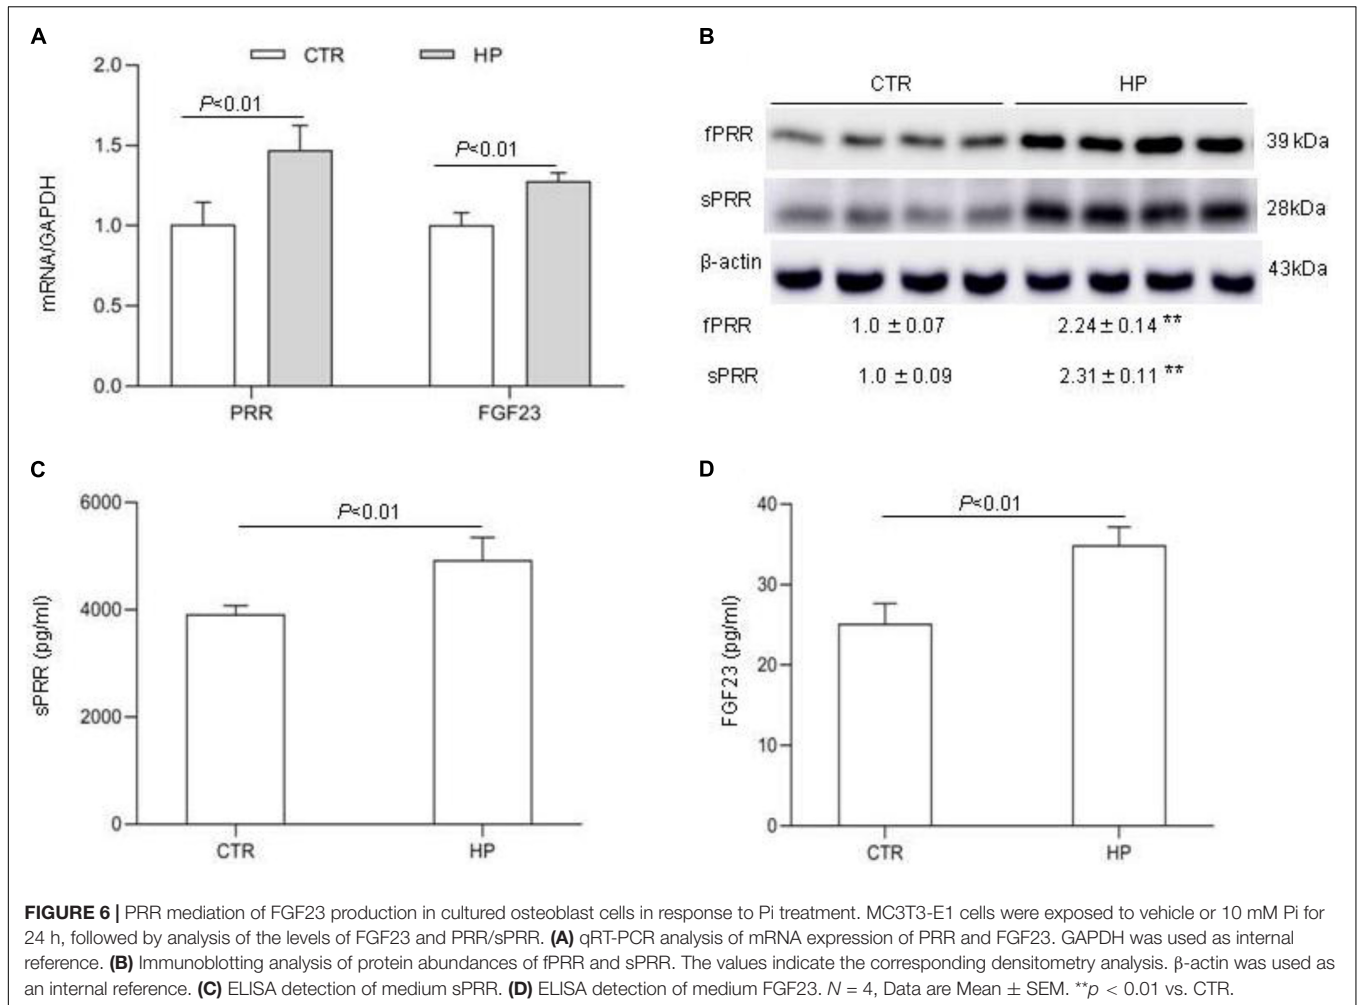 A
CTR HP
2.0
1.5
1.0
0.5
0.0
mRNA/GAPDH
P<0.01
P<0.01
PRR FGF23
B
CTR HP
fPRR 39 kDa
sPRR 28kDa
β-actin 43kDa
fPRR 1.0 ± 0.07 2.24 ± 0.14 **
sPRR 1.0 ± 0.09 2.31 ± 0.11 **
C
6000
4000
2000
0
sPRR (pg/ml)
P<0.01
CTR HP
D
40
30
20
10
0
FGF23 (pg/ml)
P<0.01
CTR HP
FIGURE 6 | PRR mediation of FGF23 production in cultured osteoblast cells in response to Pi treatment. MC3T3-E1 cells were exposed to vehicle or 10 mM Pi for
24 h, followed by analysis of the levels of FGF23 and PRR/sPRR. (A) qRT-PCR analysis of mRNA expression of PRR and FGF23. GAPDH was used as internal
reference. (B) Immunoblotting analysis of protein abundances of fPRR and sPRR. The values indicate the corresponding densitometry analysis. β-actin was used as
an internal reference. (C) ELISA detection of medium sPRR. (D) ELISA detection of medium FGF23. N = 4, Data are Mean ± SEM. **p < 0.01 vs. CTR.